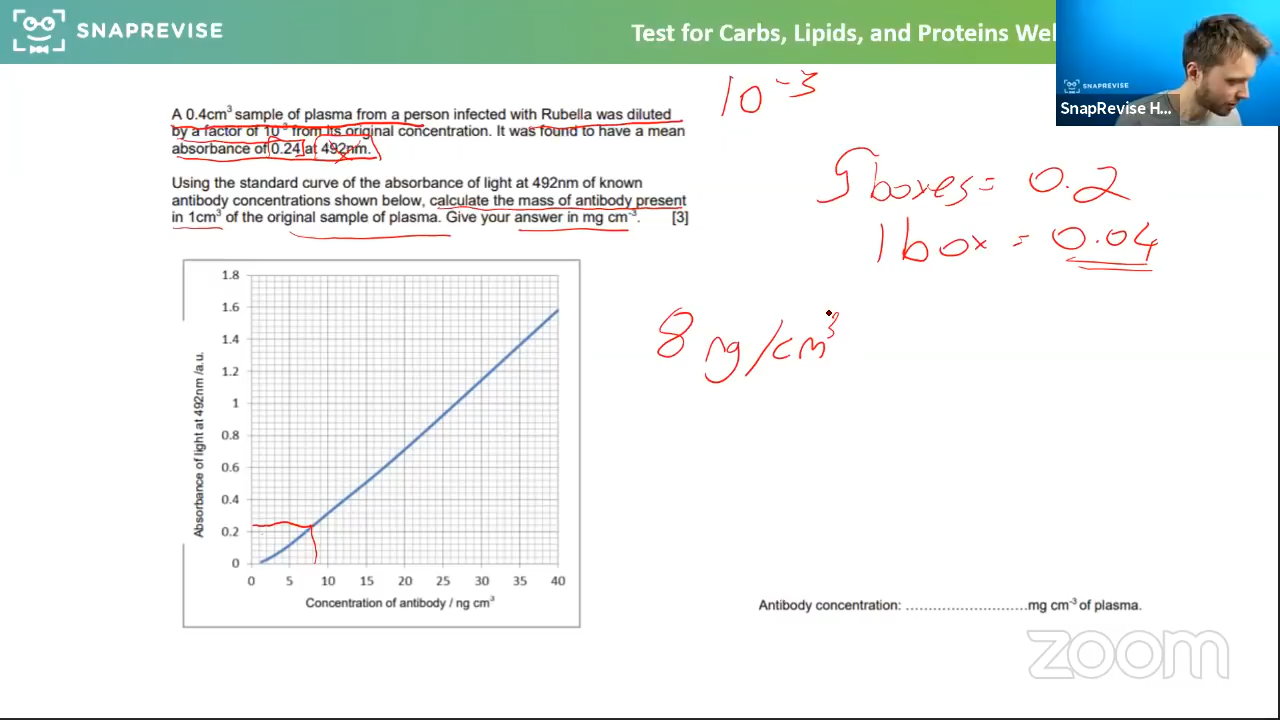 SNAPREVISE
Test for Carbs, Lipids, and Proteins We
SNAPREVISE
SnapRevise H...
A 0.4cm³ sample of plasma from a person infected with Rubella was diluted
by a factor of 10⁻³ from its original concentration. It was found to have a mean
absorbance of 0.24 at 492nm.
Using the standard curve of the absorbance of light at 492nm of known
antibody concentrations shown below, calculate the mass of antibody present
in 1cm³ of the original sample of plasma. Give your answer in mg cm⁻³. [3]
10⁻³
5 boxes = 0.2
1 box = 0.04
8 ng/cm³
Absorbance of light at 492nm /a.u.
1.8
1.6
1.4
1.2
1
0.8
0.6
0.4
0.2
0
0 5 10 15 20 25 30 35 40
Concentration of antibody / ng cm³
Antibody concentration: ..............................mg cm⁻³ of plasma.
zoom